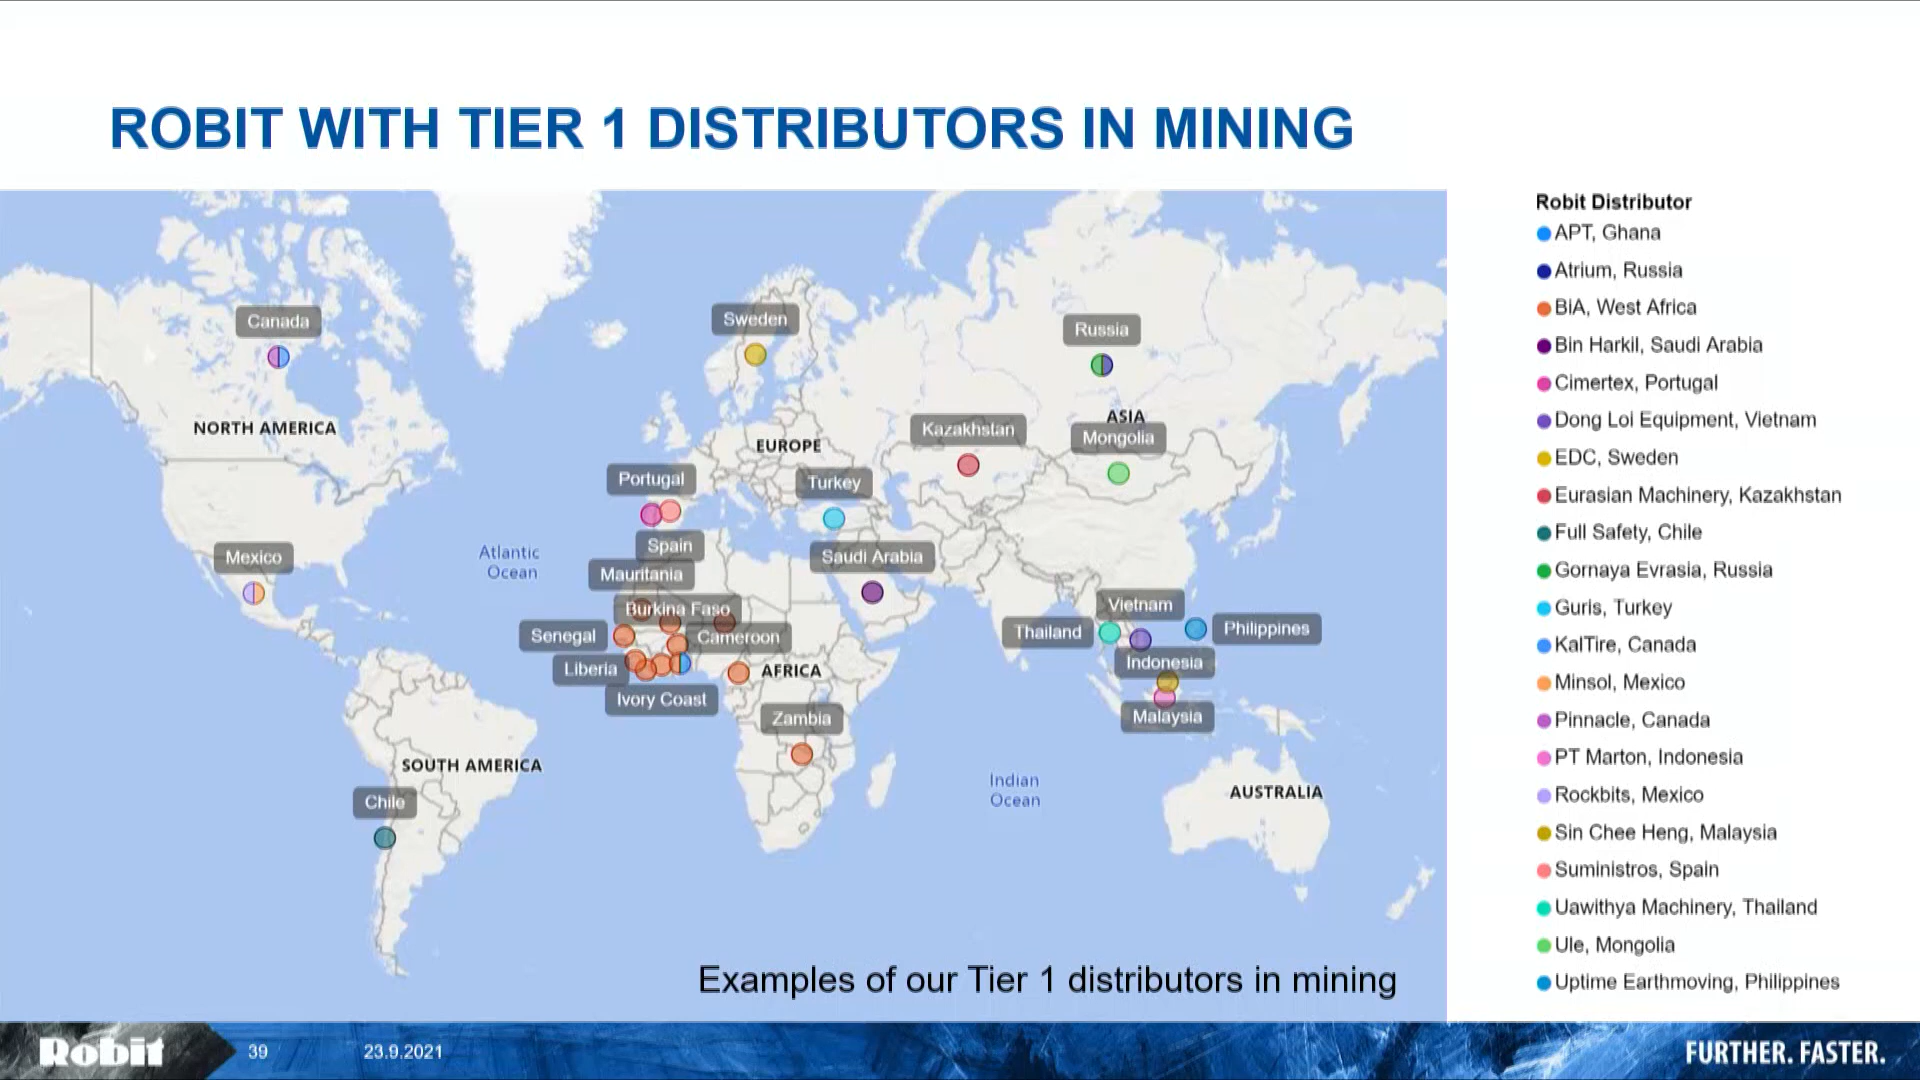 ROBIT WITH TIER 1 DISTRIBUTORS IN MINING
Canada
Sweden
Russia
NORTH AMERICA
ASIA
Kazakhstan
Mongolia
EUROPE
Portugal
Turkey
Spain
Atlantic
Ocean
Mexico
Saudi Arabia
Mauritania
Burkina Faso
Vietnam
Senegal
Cameroon
Thailand
Philippines
Liberia
AFRICA
Indonesia
Ivory Coast
Zambia
Malaysia
SOUTH AMERICA
Indian
Ocean
AUSTRALIA
Chile
Examples of our Tier 1 distributors in mining
Robit Distributor
APT, Ghana
Atrium, Russia
BiA, West Africa
Bin Harkil, Saudi Arabia
Cimertex, Portugal
Dong Loi Equipment, Vietnam
EDC, Sweden
Eurasian Machinery, Kazakhstan
Full Safety, Chile
Gornaya Evrasia, Russia
Guris, Turkey
KalTire, Canada
Minsol, Mexico
Pinnacle, Canada
PT Marton, Indonesia
Rockbits, Mexico
Sin Chee Heng, Malaysia
Suministros, Spain
Uawithya Machinery, Thailand
Ule, Mongolia
Uptime Earthmoving, Philippines
Robit
39
23.9.2021
FURTHER. FASTER.